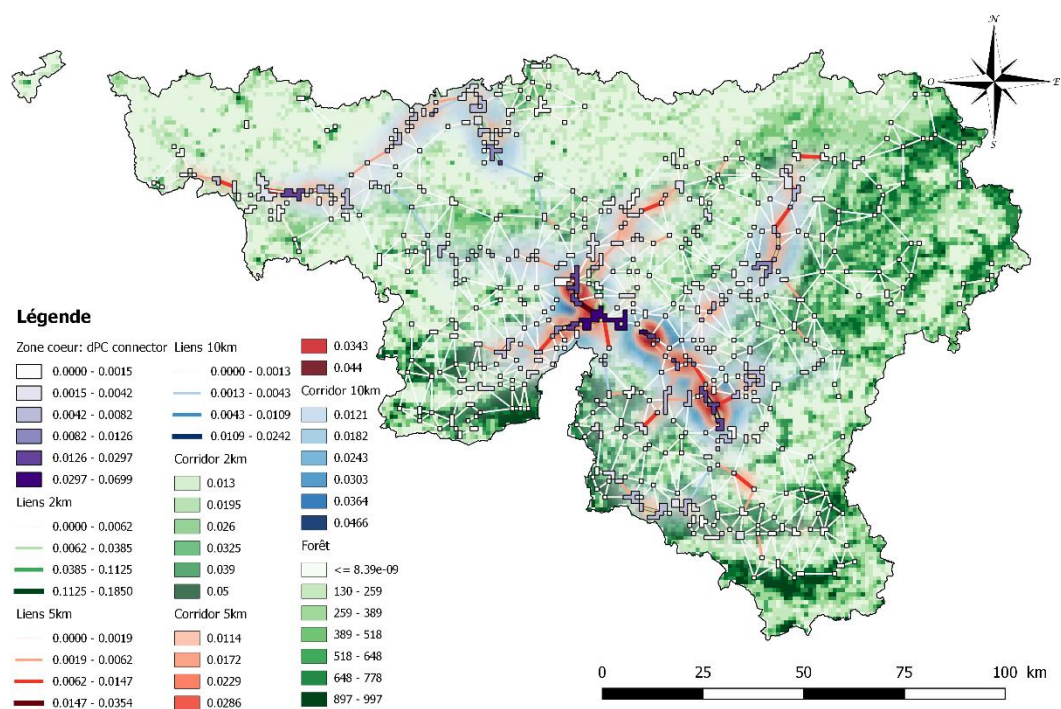 N
O
E
S
Légende
Zone coeur: dPC connector
0.0000 - 0.0015
0.0015 - 0.0042
0.0042 - 0.0082
0.0082 - 0.0126
0.0126 - 0.0297
0.0297 - 0.0699
Liens 2km
0.0000 - 0.0062
0.0062 - 0.0385
0.0385 - 0.1125
0.1125 - 0.1850
Liens 5km
0.0000 - 0.0019
0.0019 - 0.0062
0.0062 - 0.0147
0.0147 - 0.0354
Liens 10km
0.0000 - 0.0013
0.0013 - 0.0043
0.0043 - 0.0109
0.0109 - 0.0242
Corridor 2km
0.013
0.0195
0.026
0.0325
0.039
0.05
Corridor 5km
0.0114
0.0172
0.0229
0.0286
0.0343
0.044
Corridor 10km
0.0121
0.0182
0.0243
0.0303
0.0364
0.0466
Forêt
<= 8.39e-09
130 - 259
259 - 389
389 - 518
518 - 648
648 - 778
897 - 997
0 25 50 75 100 km